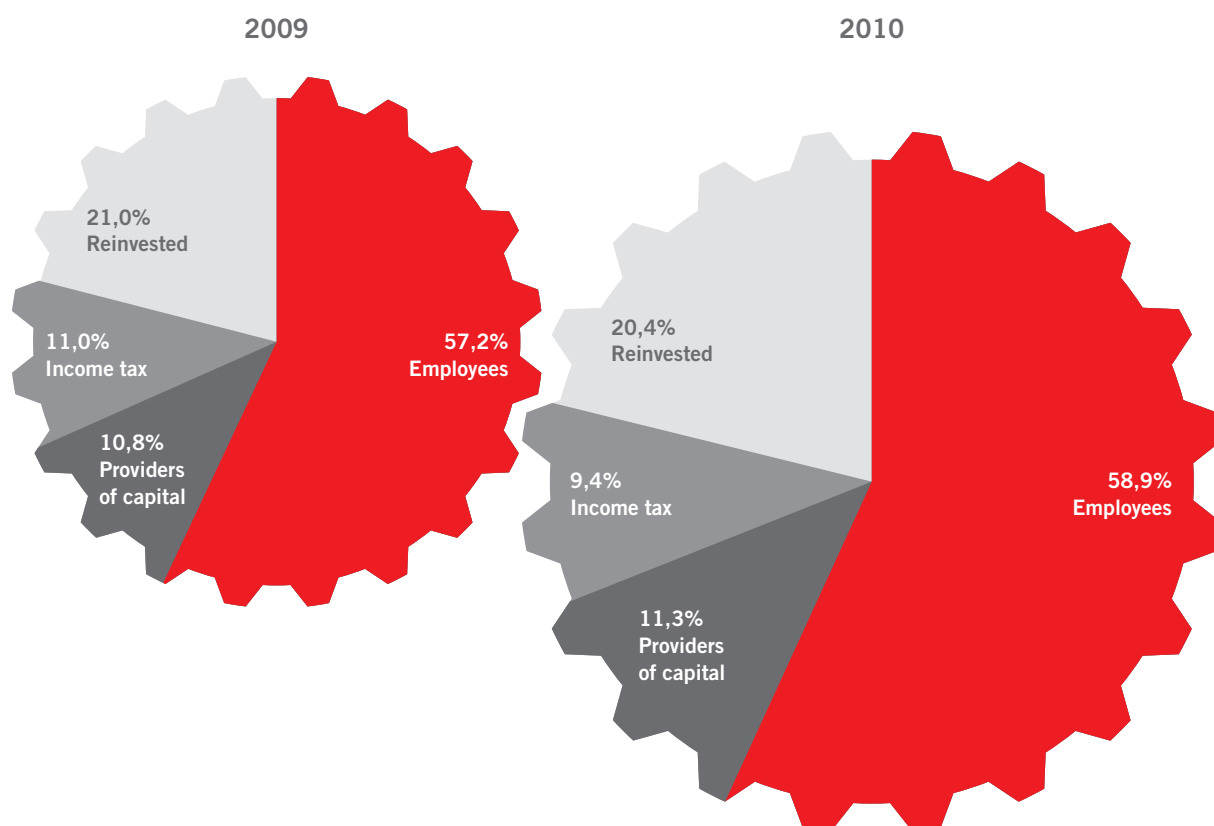 2009
21,0%
Reinvested
11,0%
Income tax
10,8%
Providers
of capital
57,2%
Employees
2010
20,4%
Reinvested
9,4%
Income tax
11,3%
Providers
of capital
58,9%
Employees